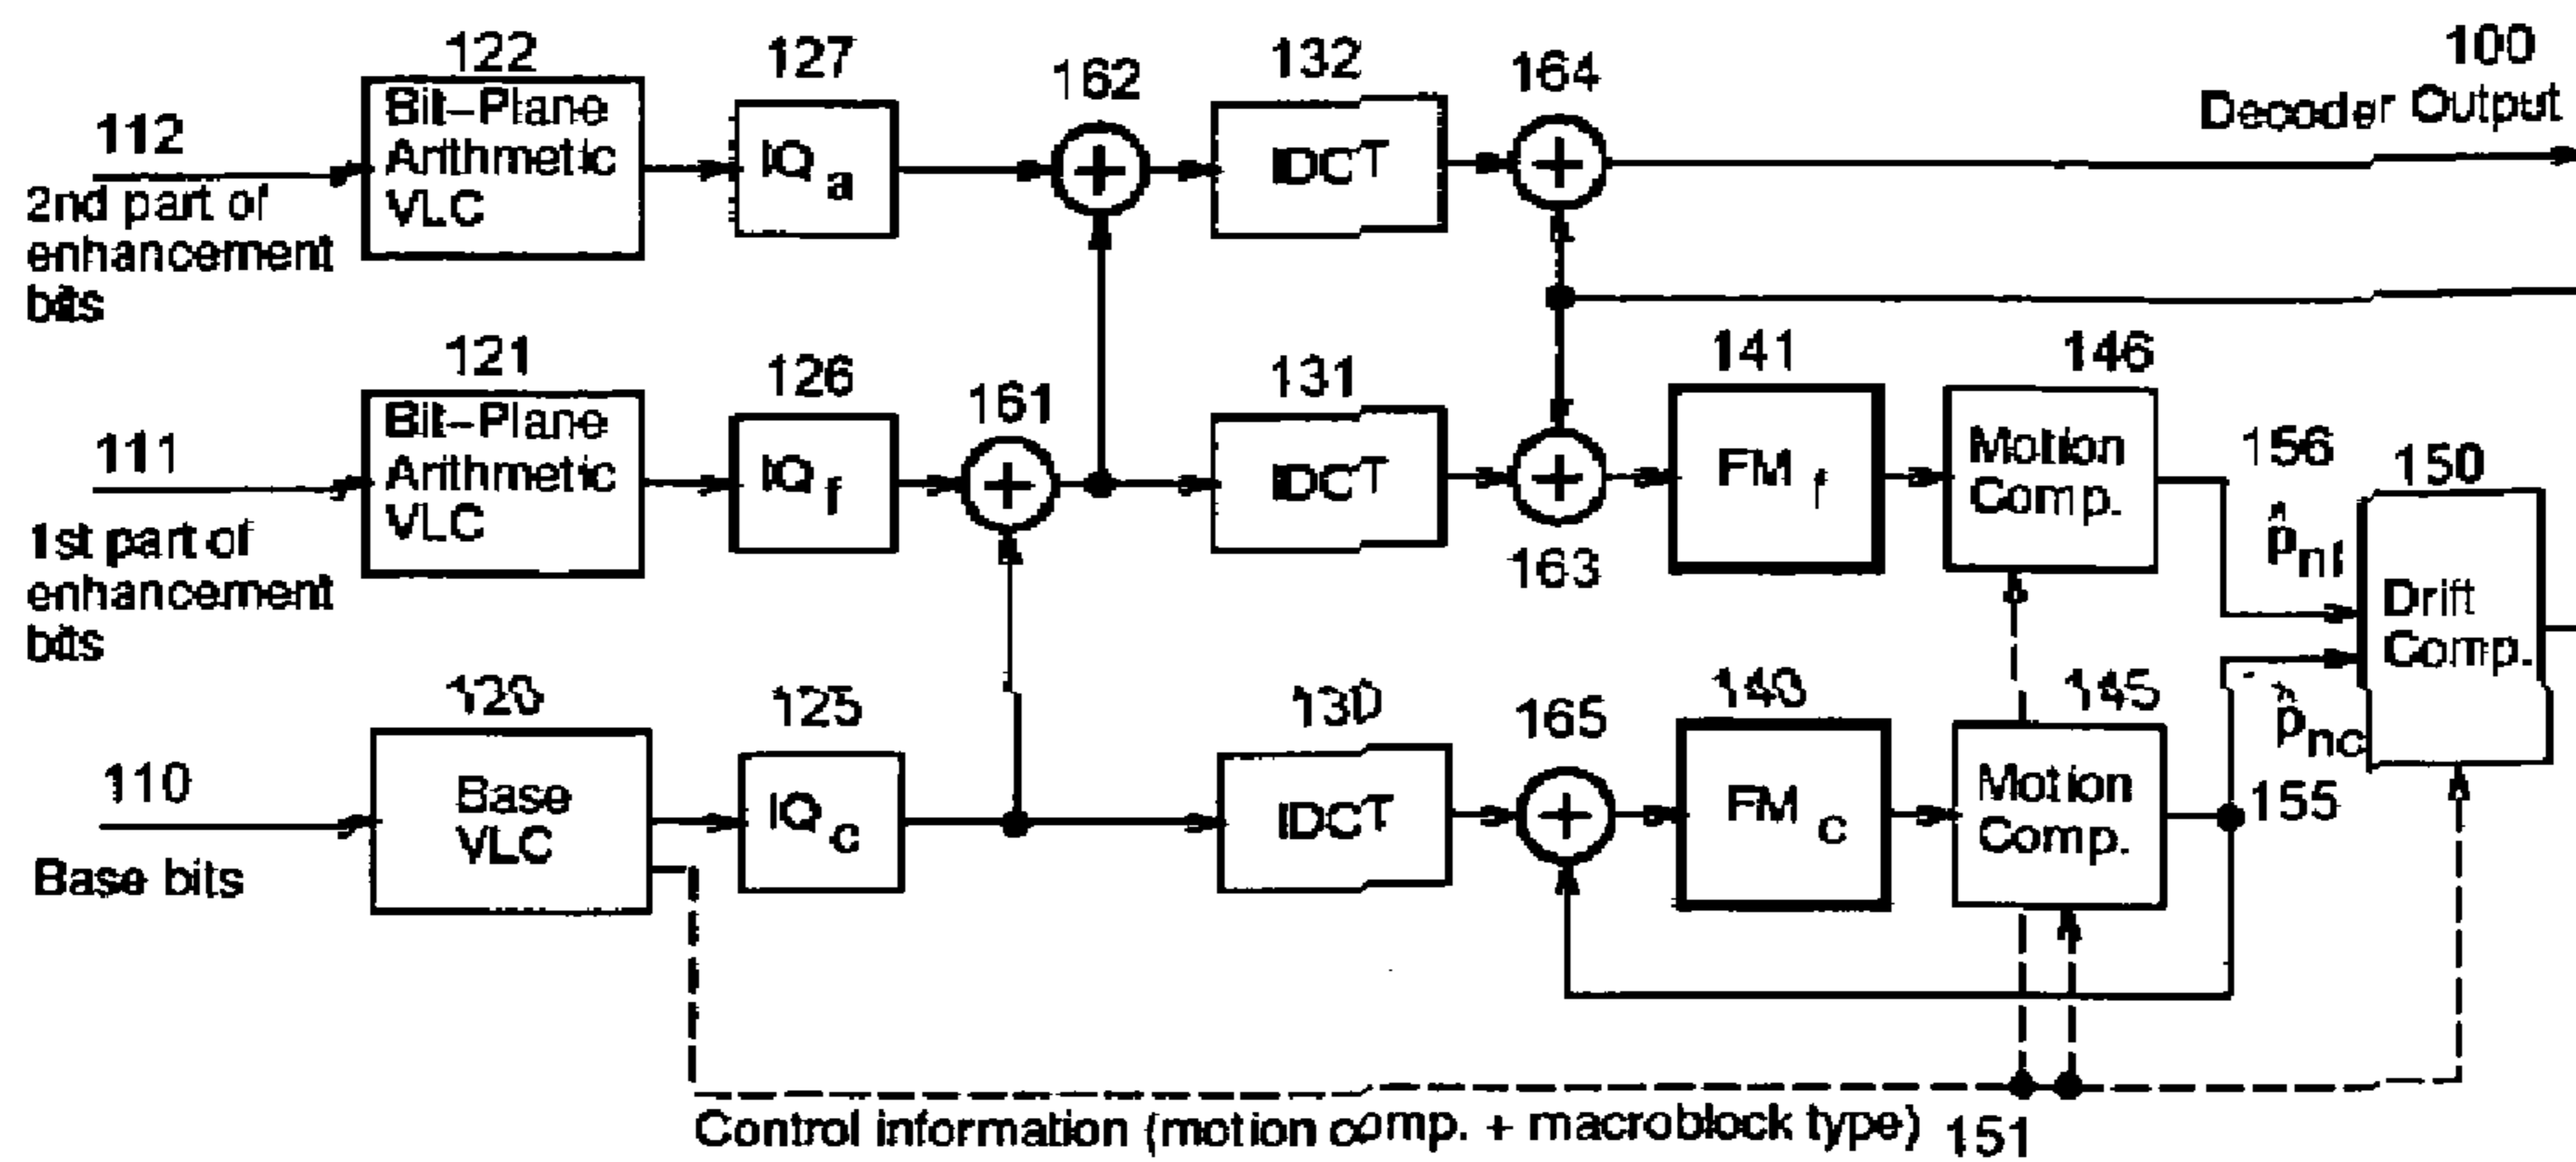 122
127
162
132
164
100
Decoder Output
112
Bit-Plane
Arithmetic
VLC
IQ a
+
IDCT
+
2nd part of
enhancement
bits
121
126
161
131
141
146
111
Bit-Plane
Arithmetic
VLC
IQ f
+
IDCT
+
163
FM f
Motion
Comp.
156
p̂nf
150
Drift
Comp.
1st part of
enhancement
bits
120
125
130
165
140
145
p̂nc
155
110
Base
VLC
IQ c
IDCT
+
FM c
Motion
Comp.
Base bits
Control information (motion comp. + macroblock type) 151